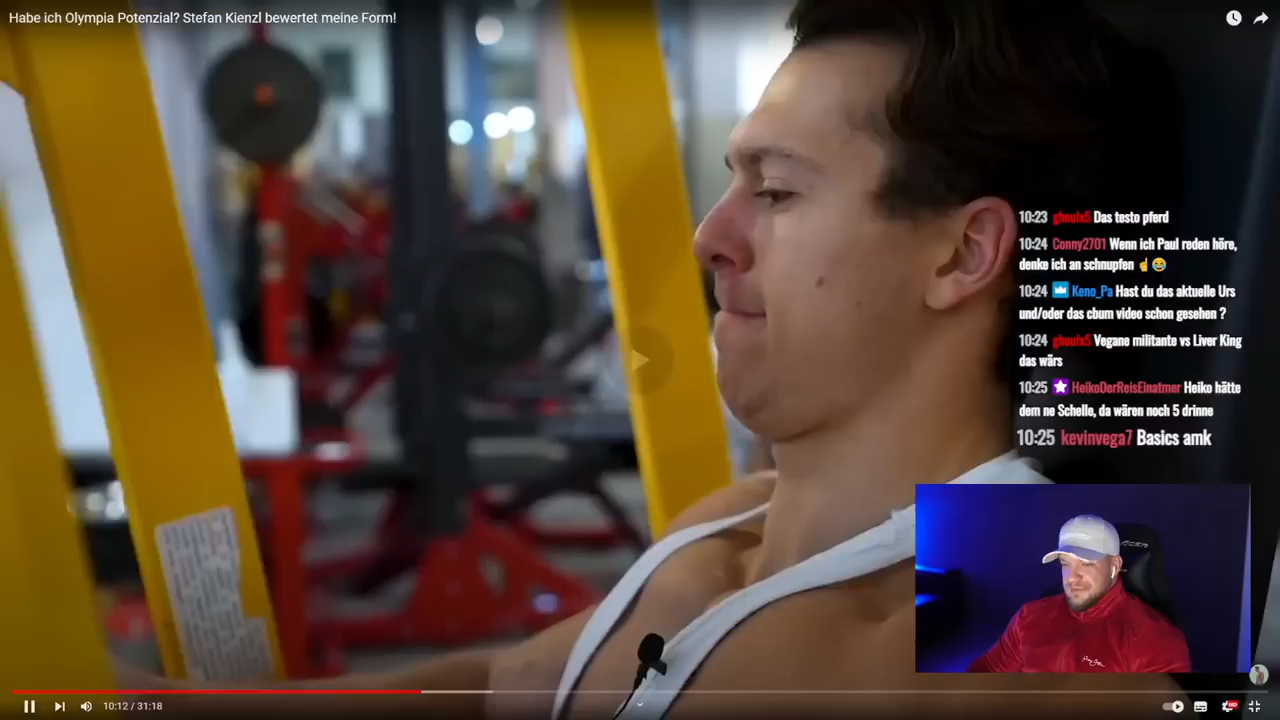 Habe ich Olympia Potenzial? Stefan Kienzl bewertet meine Form!
10:23 ghoulx5 Das testo pferd
10:24 Conny2701 Wenn ich Paul reden höre,
denke ich an schnupfen ☝😂
10:24 Keno_Pa Hast du das aktuelle Urs
und/oder das cbum video schon gesehen ?
10:24 ghoulx5 Vegane militante vs Liver King
das wärs
10:25 HeikoDerReisEinatmer Heiko hätte
dem ne Schelle, da wären noch 5 drinne
10:25 kevinvega7 Basics amk
10:12 / 31:18
HD